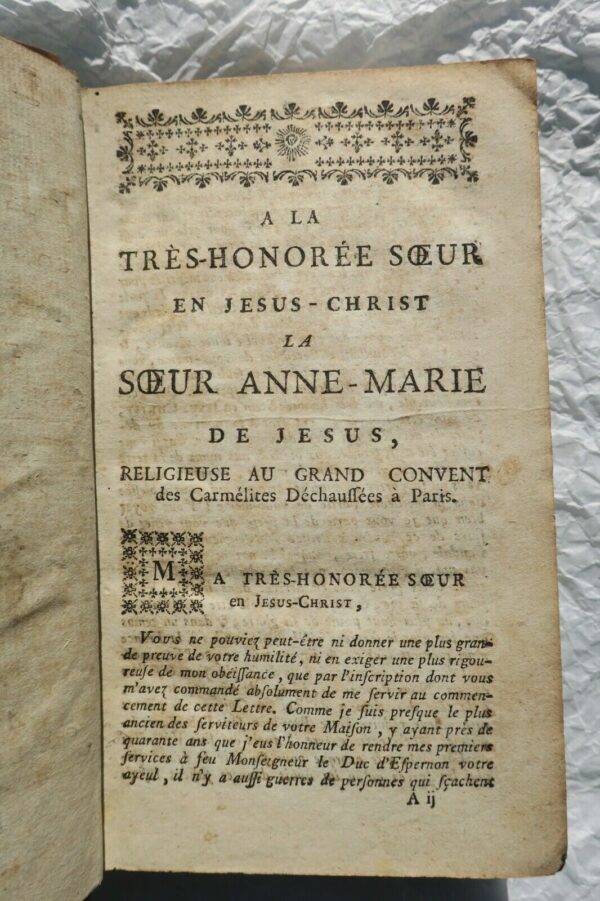 A LA
TRÈS-HONORÉE SŒUR
EN JESUS-CHRIST
LA
SŒUR ANNE-MARIE
DE JESUS,
RELIGIEUSE AU GRAND CONVENT
des Carmélites Déchauſſées à Paris.
MA TRÈS-HONORÉE SŒUR
en JESUS-CHRIST,
Vous ne pouviez peut-être ni donner une plus grande
de preuve de votre humilité, ni en exiger une plus rigou-
reuſe de mon obéiſſance, que par l'inſcription dont vous
m'avez commandé abſolument de me ſervir au commen-
cement de cette Lettre. Comme je ſuis preſque le plus
ancien des ſerviteurs de votre Maiſon, y ayant près de
quarante ans que j'eus l'honneur de rendre mes premiers
ſervices à feu Monſeigneur le Duc d'Eſpernon votre
ayeul, il n'y a auſſi guerres de perſonnes qui ſçachent
A ij